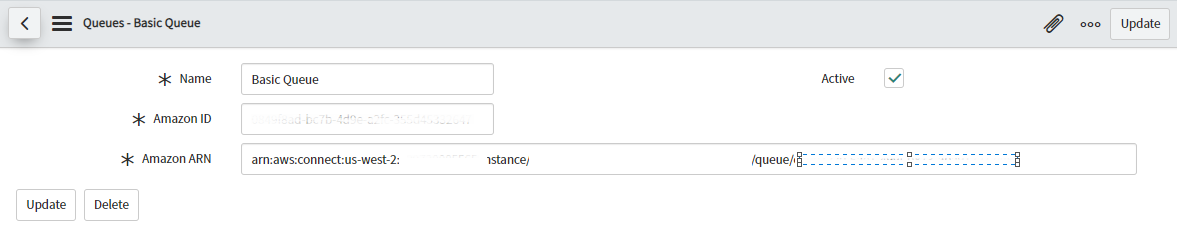 Queues - Basic Queue
Update
Name
Basic Queue
Active
Amazon ID
Amazon ARN
arn:aws:connect:us-west-2:
/queue/
Update
Delete